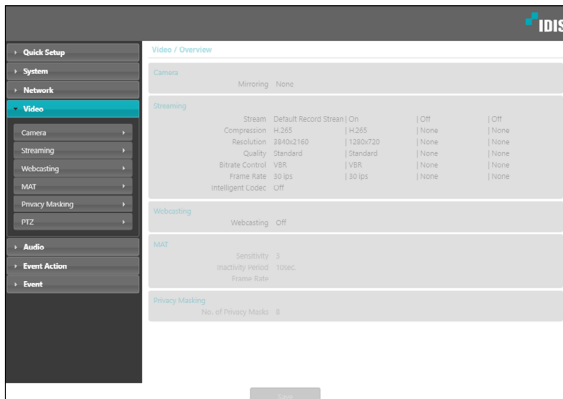 IDIS
Quick Setup
System
Network
Video
Camera
Streaming
Webcasting
MAT
Privacy Masking
PTZ
Audio
Event Action
Event
Video / Overview
Camera
Mirroring None
Streaming
Stream Default Record Strean | On | Off | Off
Compression H.265 | H.265 | None | None
Resolution 3840x2160 | 1280x720 | None | None
Quality Standard | Standard | None | None
Bitrate Control VBR | VBR | None | None
Frame Rate 30 ips | 30 ips | None | None
Intelligent Codec Off
Webcasting
Webcasting Off
MAT
Sensitivity 3
Inactivity Period 10sec.
Frame Rate
Privacy Masking
No. of Privacy Masks 0
Save